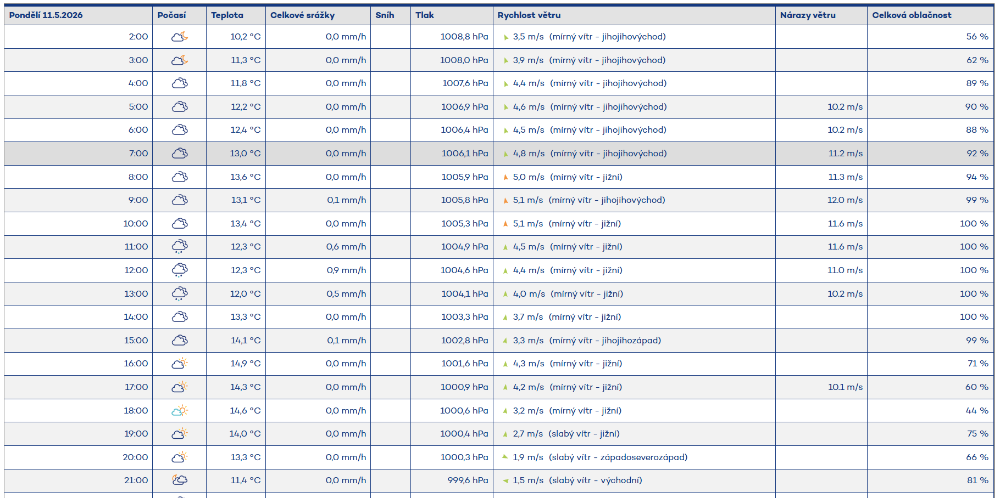 Pondělí 11.5.2026 Počasí Teplota Celkové srážky Sníh Tlak Rychlost větru Nárazy větru Celková oblačnost
2:00 10,2 °C 0,0 mm/h 1008,8 hPa 3,5 m/s (mírný vítr - jihojihovýchod) 56 %
3:00 11,3 °C 0,0 mm/h 1008,0 hPa 3,9 m/s (mírný vítr - jihojihovýchod) 62 %
4:00 11,8 °C 0,0 mm/h 1007,6 hPa 4,4 m/s (mírný vítr - jihojihovýchod) 89 %
5:00 12,2 °C 0,0 mm/h 1006,9 hPa 4,6 m/s (mírný vítr - jihojihovýchod) 10.2 m/s 90 %
6:00 12,4 °C 0,0 mm/h 1006,4 hPa 4,5 m/s (mírný vítr - jihojihovýchod) 10.2 m/s 88 %
7:00 13,0 °C 0,0 mm/h 1006,1 hPa 4,8 m/s (mírný vítr - jihojihovýchod) 11.2 m/s 92 %
8:00 13,6 °C 0,0 mm/h 1005,9 hPa 5,0 m/s (mírný vítr - jižní) 11.3 m/s 94 %
9:00 13,1 °C 0,1 mm/h 1005,8 hPa 5,1 m/s (mírný vítr - jihojihovýchod) 12.0 m/s 99 %
10:00 13,4 °C 0,0 mm/h 1005,3 hPa 5,1 m/s (mírný vítr - jižní) 11.6 m/s 100 %
11:00 12,3 °C 0,6 mm/h 1004,9 hPa 4,5 m/s (mírný vítr - jižní) 11.6 m/s 100 %
12:00 12,3 °C 0,9 mm/h 1004,6 hPa 4,4 m/s (mírný vítr - jižní) 11.0 m/s 100 %
13:00 12,0 °C 0,5 mm/h 1004,1 hPa 4,0 m/s (mírný vítr - jižní) 10.2 m/s 100 %
14:00 13,3 °C 0,0 mm/h 1003,3 hPa 3,7 m/s (mírný vítr - jižní) 100 %
15:00 14,1 °C 0,1 mm/h 1002,8 hPa 3,3 m/s (mírný vítr - jihojihozápad) 99 %
16:00 14,9 °C 0,0 mm/h 1001,6 hPa 4,3 m/s (mírný vítr - jižní) 71 %
17:00 14,3 °C 0,0 mm/h 1000,9 hPa 4,2 m/s (mírný vítr - jižní) 10.1 m/s 60 %
18:00 14,6 °C 0,0 mm/h 1000,6 hPa 3,2 m/s (mírný vítr - jižní) 44 %
19:00 14,0 °C 0,0 mm/h 1000,4 hPa 2,7 m/s (slabý vítr - jižní) 75 %
20:00 13,3 °C 0,0 mm/h 1000,3 hPa 1,9 m/s (slabý vítr - západoseverozápad) 66 %
21:00 11,4 °C 0,0 mm/h 999,6 hPa 1,5 m/s (slabý vítr - východní) 81 %